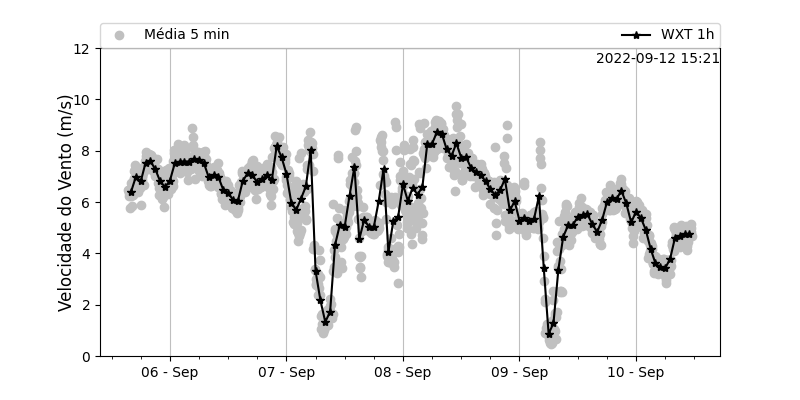 Média 5 min
WXT 1h
2022-09-12 15:21
Velocidade do Vento (m/s)
12
10
8
6
4
2
0
06 - Sep
07 - Sep
08 - Sep
09 - Sep
10 - Sep